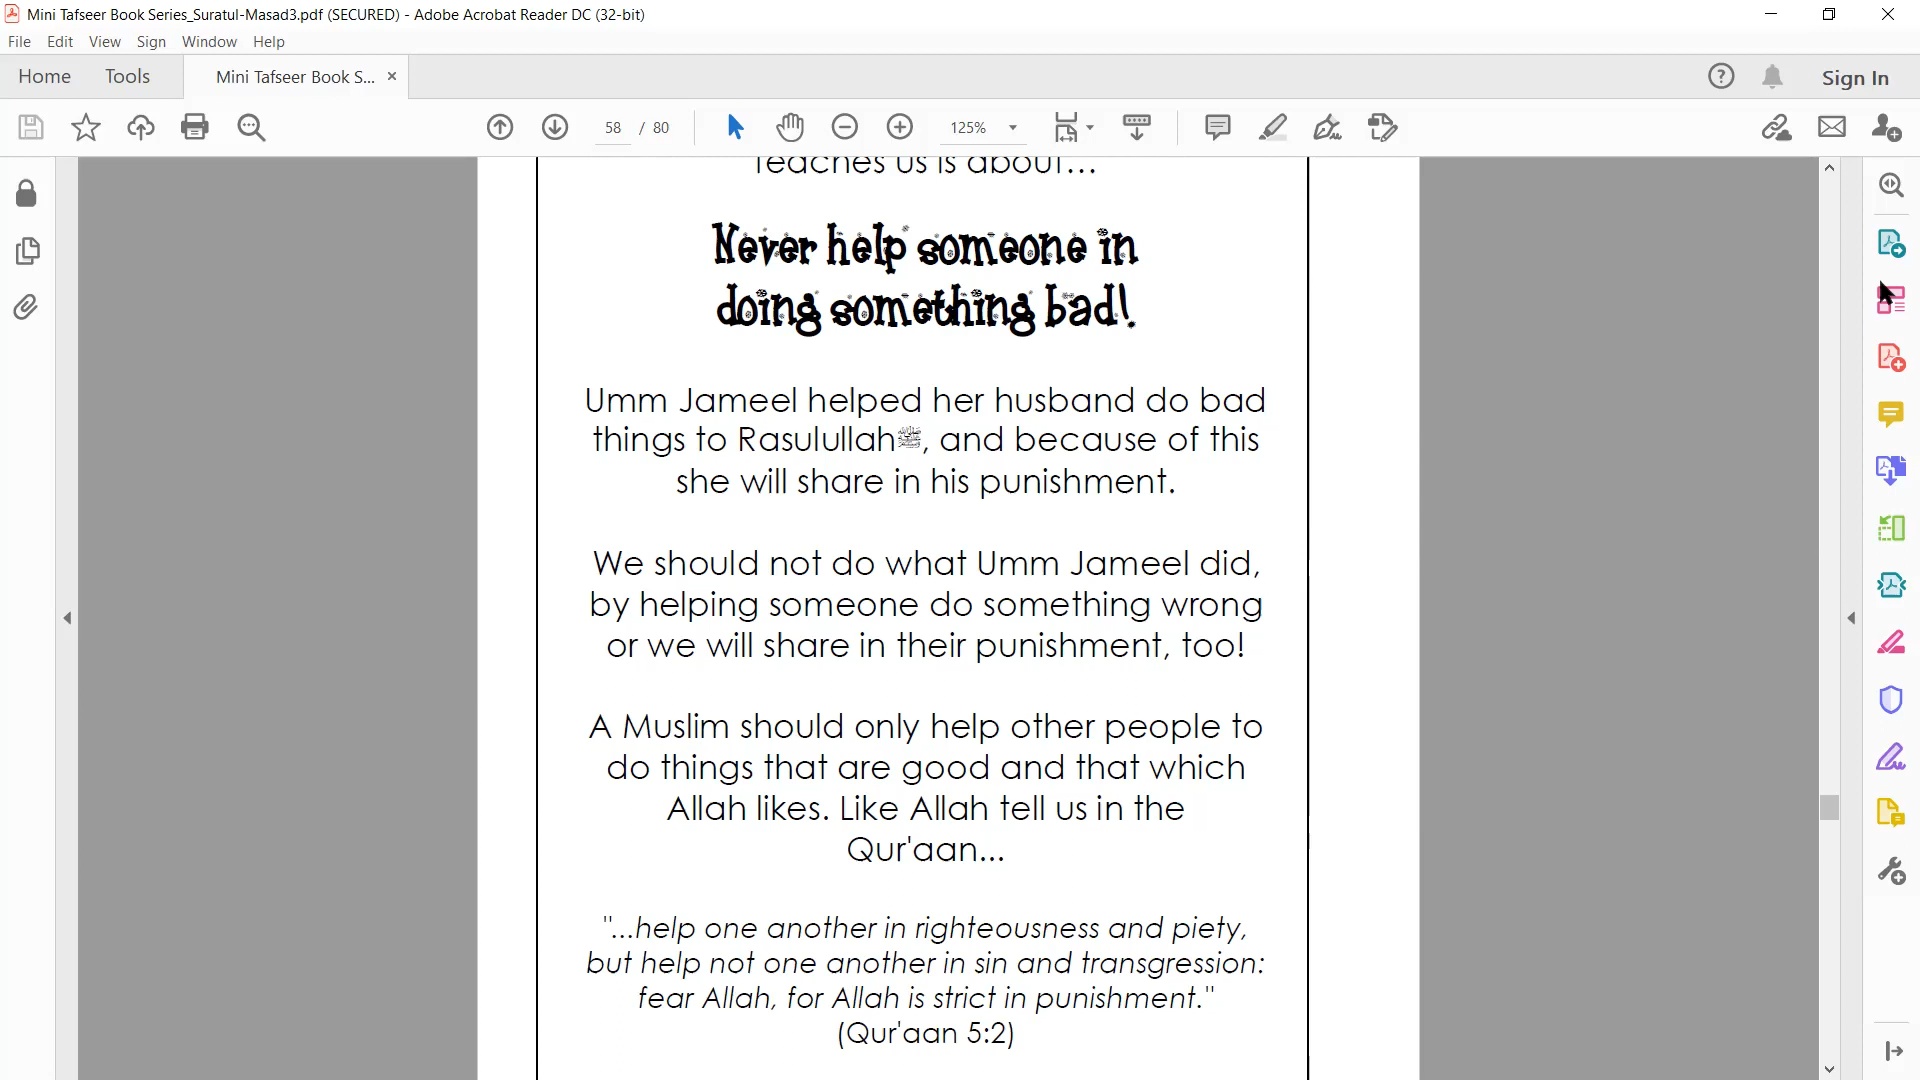 Mini Tafseer Book Series_Suratul-Masad3.pdf (SECURED) - Adobe Acrobat Reader DC (32-bit)
File Edit View Sign Window Help
Home Tools Mini Tafseer Book S... × Sign In
58 / 80 125%
Teaches us is about...
Never help someone in
doing something bad!
Umm Jameel helped her husband do bad
things to Rasulullahﷺ, and because of this
she will share in his punishment.
We should not do what Umm Jameel did,
by helping someone do something wrong
or we will share in their punishment, too!
A Muslim should only help other people to
do things that are good and that which
Allah likes. Like Allah tell us in the
Qur'aan...
"...help one another in righteousness and piety,
but help not one another in sin and transgression:
fear Allah, for Allah is strict in punishment."
(Qur'aan 5:2)